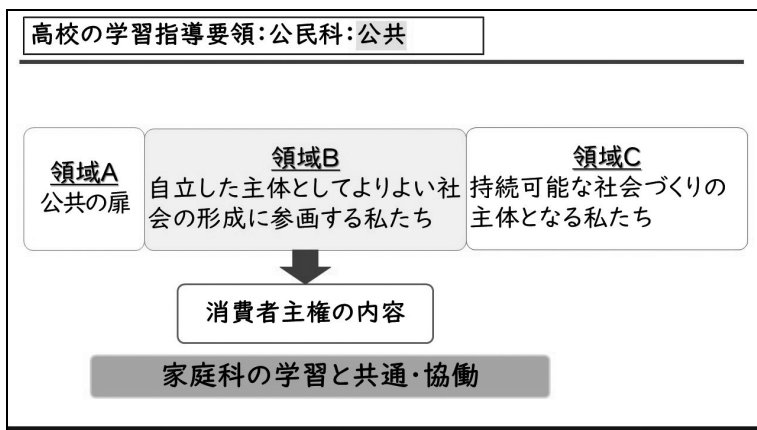 高校の学習指導要領:公民科:公共
領域A
公共の扉
領域B
自立した主体としてよりよい社
会の形成に参画する私たち
領域C
持続可能な社会づくりの
主体となる私たち
消費者主権の内容
家庭科の学習と共通・協働